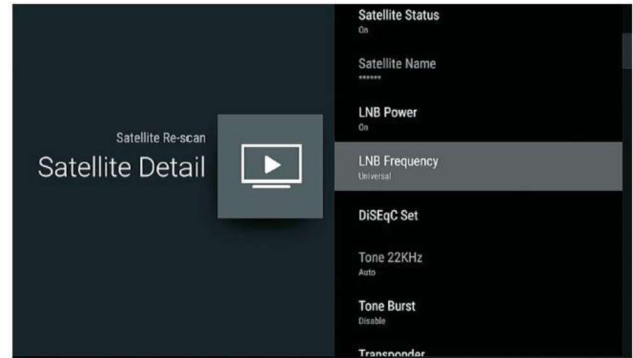 Satellite Re-scan
Satellite Detail
Satellite Status
On
Satellite Name
******
LNB Power
On
LNB Frequency
Universal
DiSEqC Set
Tone 22KHz
Auto
Tone Burst
Disable
Transponder